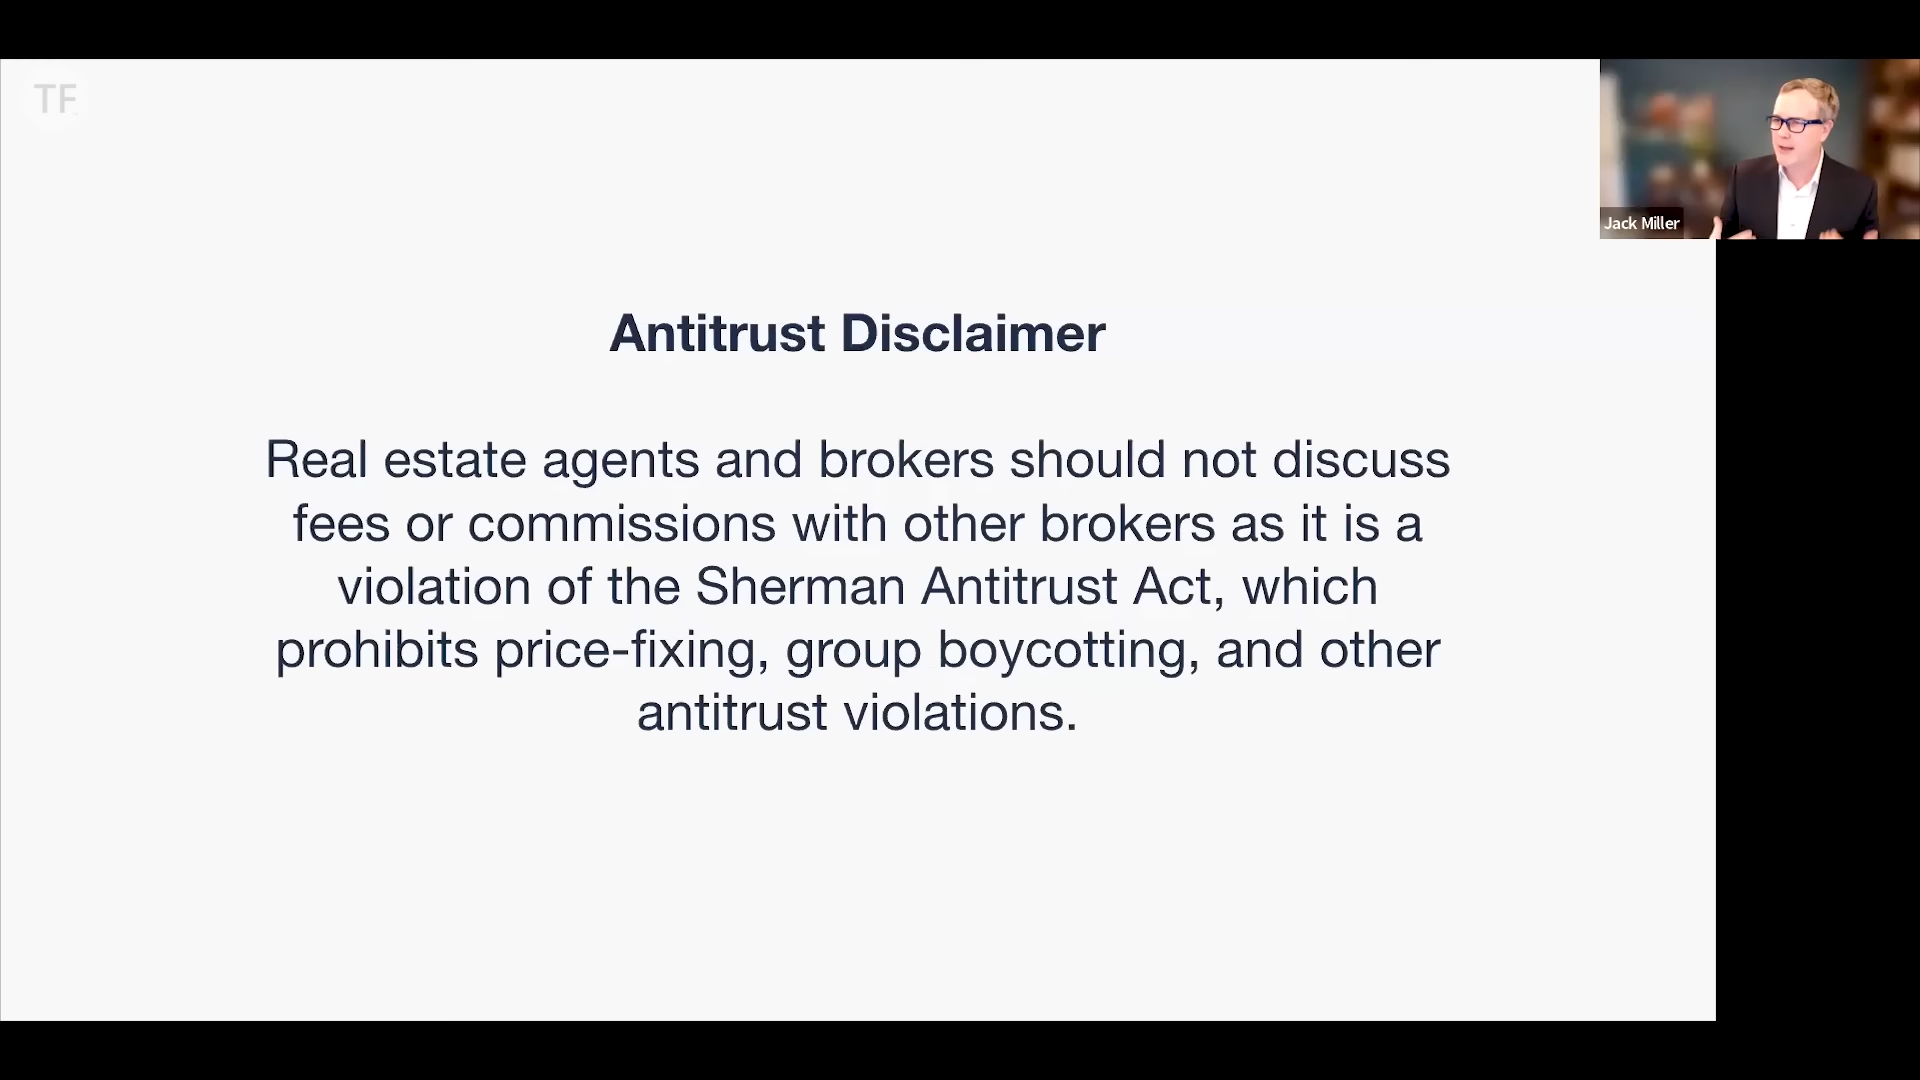 TF
Jack Miller
Antitrust Disclaimer
Real estate agents and brokers should not discuss
fees or commissions with other brokers as it is a
violation of the Sherman Antitrust Act, which
prohibits price-fixing, group boycotting, and other
antitrust violations.